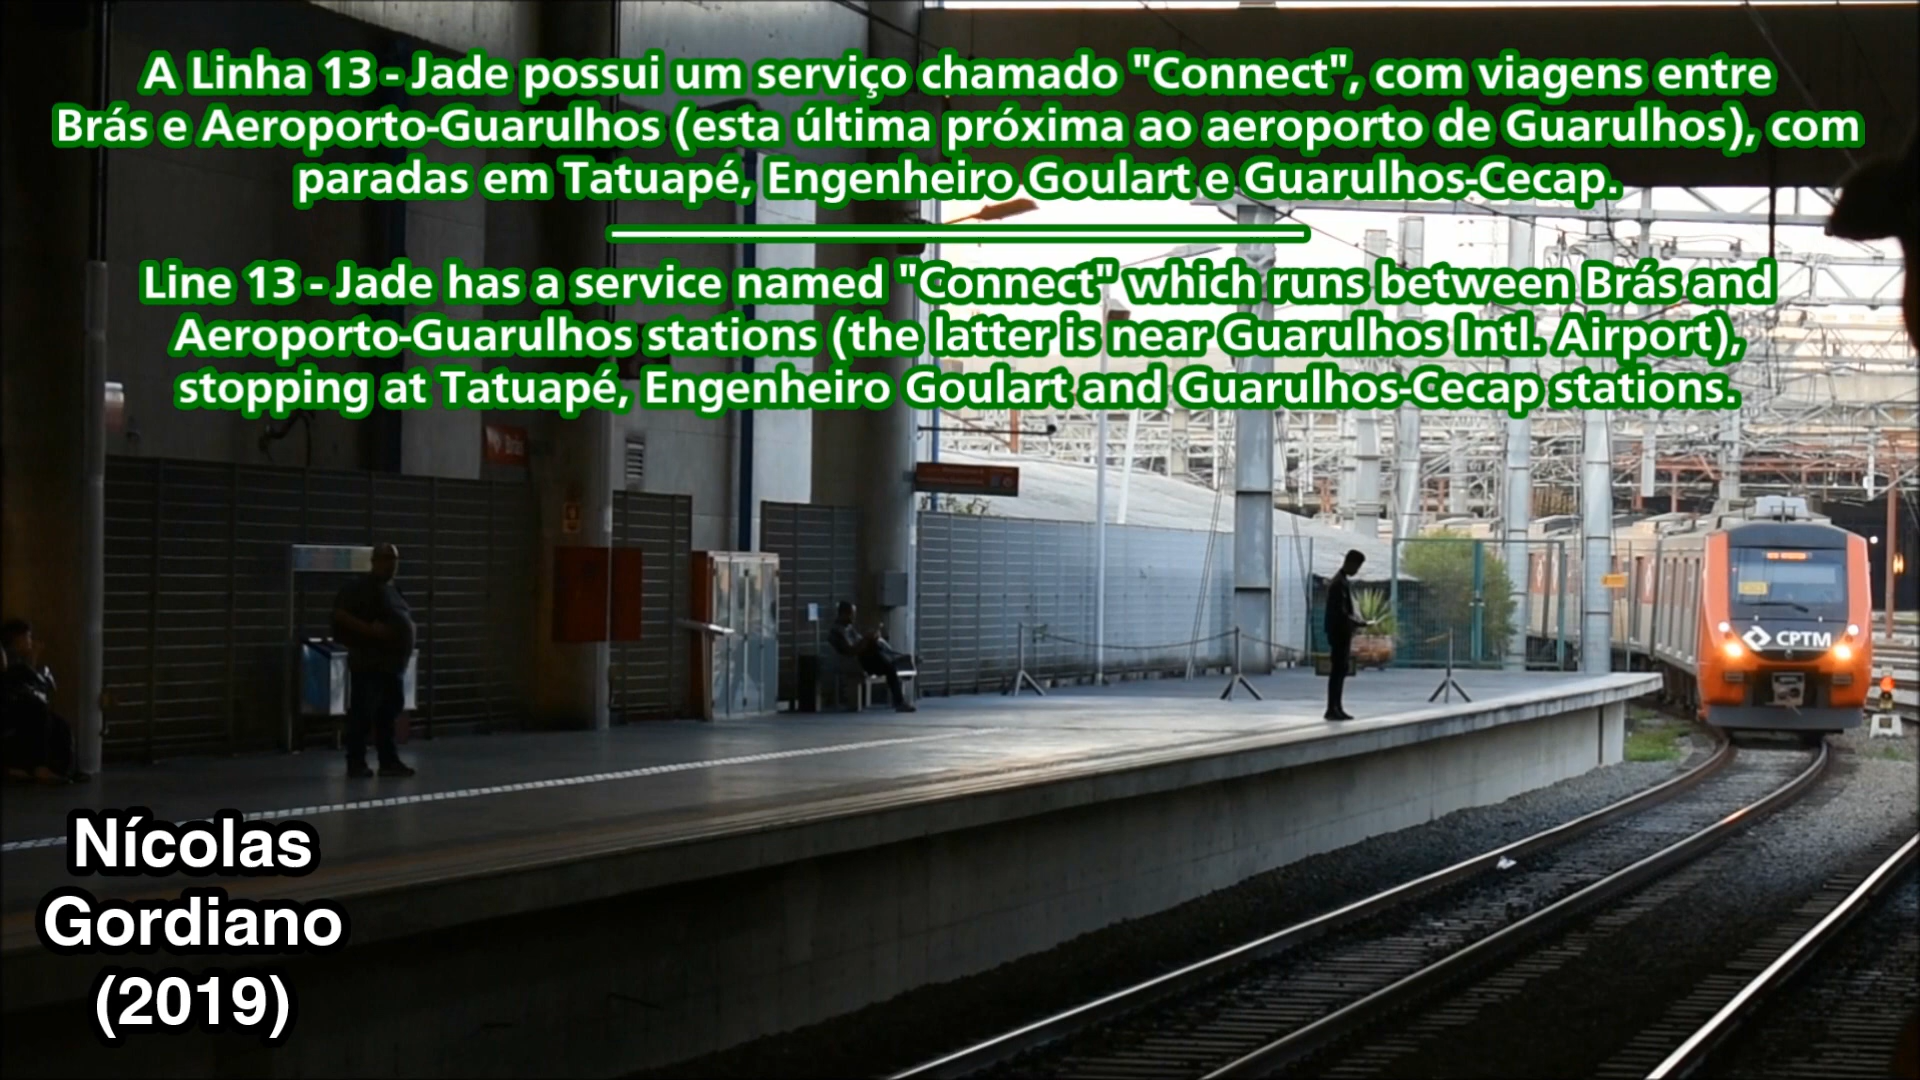 A Linha 13 - Jade possui um serviço chamado "Connect", com viagens entre
Brás e Aeroporto-Guarulhos (esta última próxima ao aeroporto de Guarulhos), com
paradas em Tatuapé, Engenheiro Goulart e Guarulhos-Cecap.
Line 13 - Jade has a service named "Connect" which runs between Brás and
Aeroporto-Guarulhos stations (the latter is near Guarulhos Intl. Airport),
stopping at Tatuapé, Engenheiro Goulart and Guarulhos-Cecap stations.
Brás
CPTM
Nícolas
Gordiano
(2019)